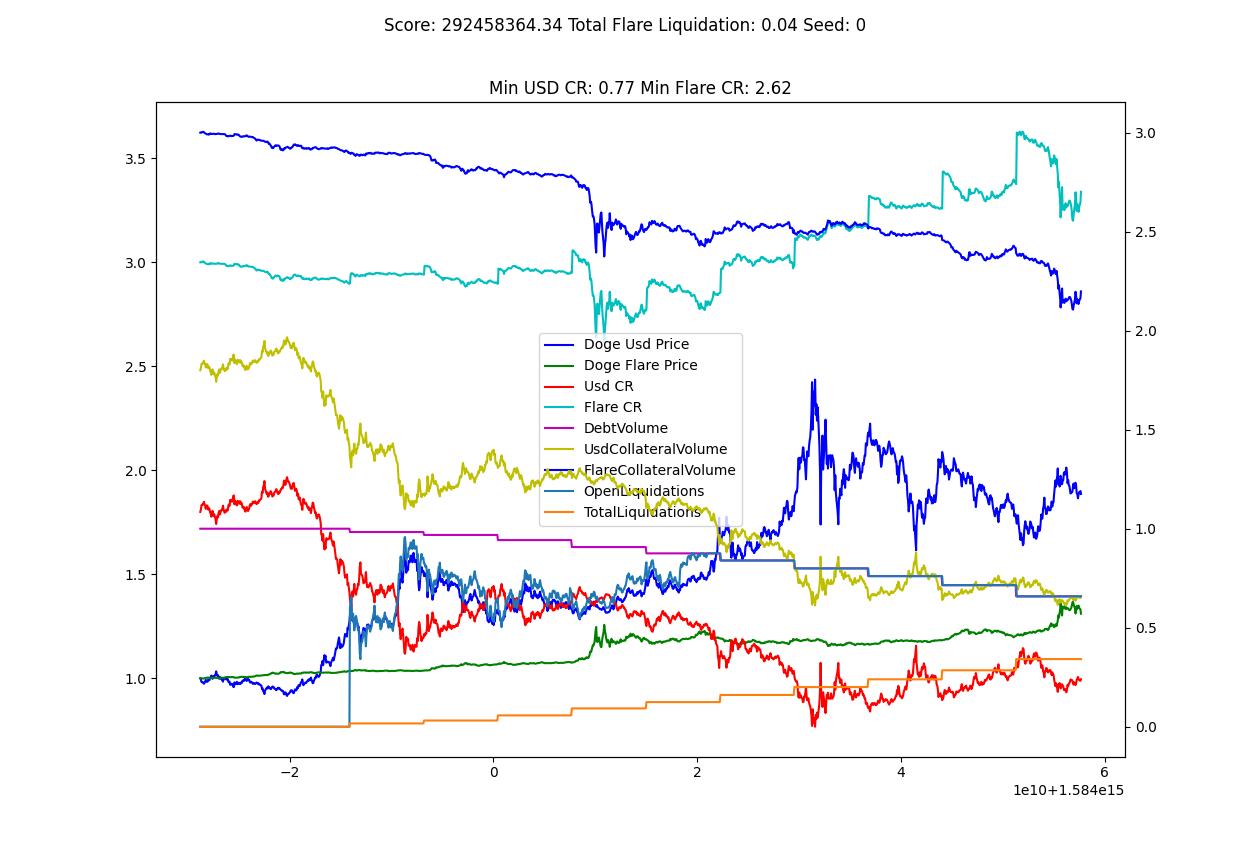 Score: 292458364.34 Total Flare Liquidation: 0.04 Seed: 0
Min USD CR: 0.77 Min Flare CR: 2.62
3.5
3.0
2.5
2.0
1.5
1.0
3.0
2.5
2.0
1.5
1.0
0.5
0.0
Doge Usd Price
Doge Flare Price
Usd CR
Flare CR
DebtVolume
UsdCollateralVolume
FlareCollateralVolume
OpenLiquidations
TotalLiquidations
−2 0 2 4 6
1e10+1.584e15